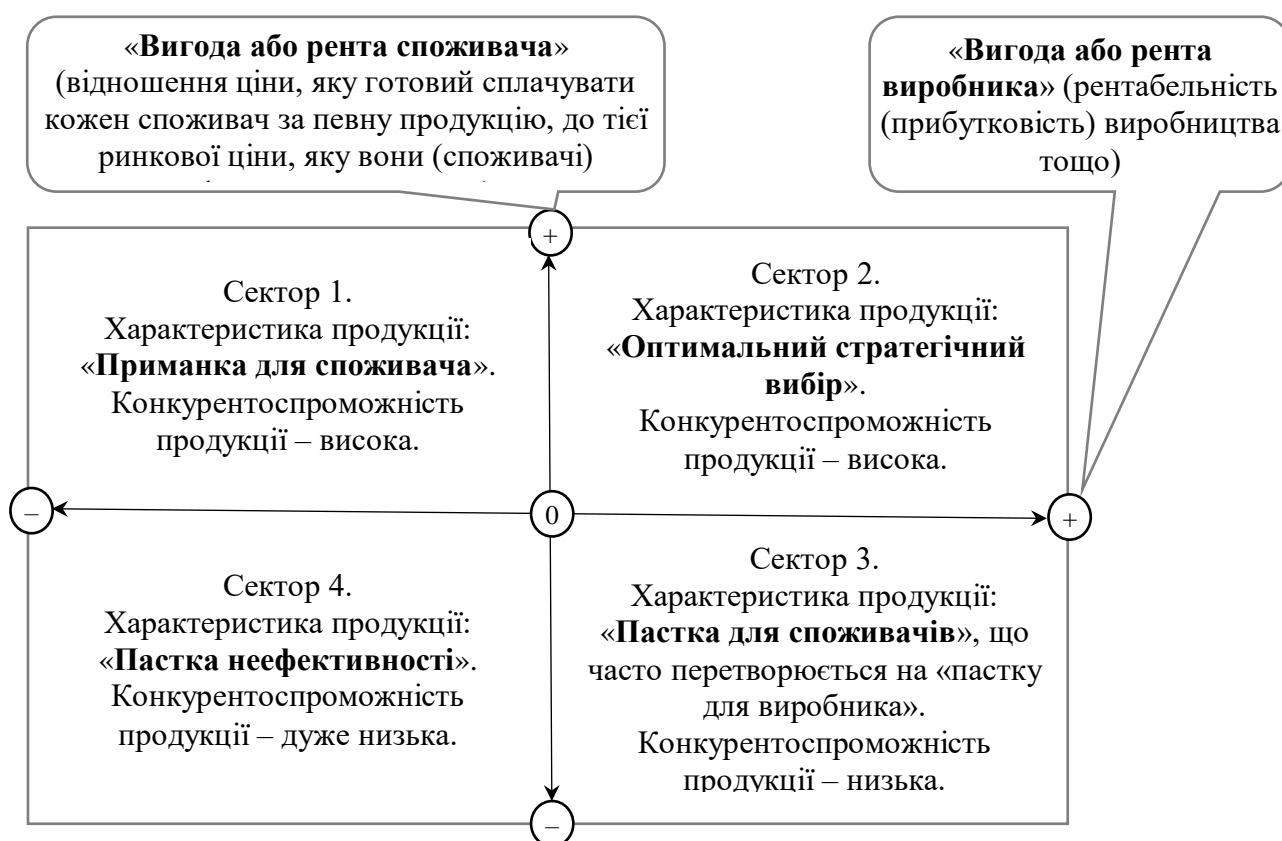 «Вигода або рента споживача»
(відношення ціни, яку готовий сплачувати
кожен споживач за певну продукцію, до тієї
ринкової ціни, яку вони (споживачі)
«Вигода або рента
виробника» (рентабельність
(прибутковість) виробництва
тощо)
+
Сектор 1.
Характеристика продукції:
«Приманка для споживача».
Конкурентоспроможність
продукції – висока.
Сектор 2.
Характеристика продукції:
«Оптимальний стратегічний
вибір».
Конкурентоспроможність
продукції – висока.
–
0
+
Сектор 4.
Характеристика продукції:
«Пастка неефективності».
Конкурентоспроможність
продукції – дуже низька.
Сектор 3.
Характеристика продукції:
«Пастка для споживачів», що
часто перетворюється на «пастку
для виробника».
Конкурентоспроможність
продукції – низька.
–